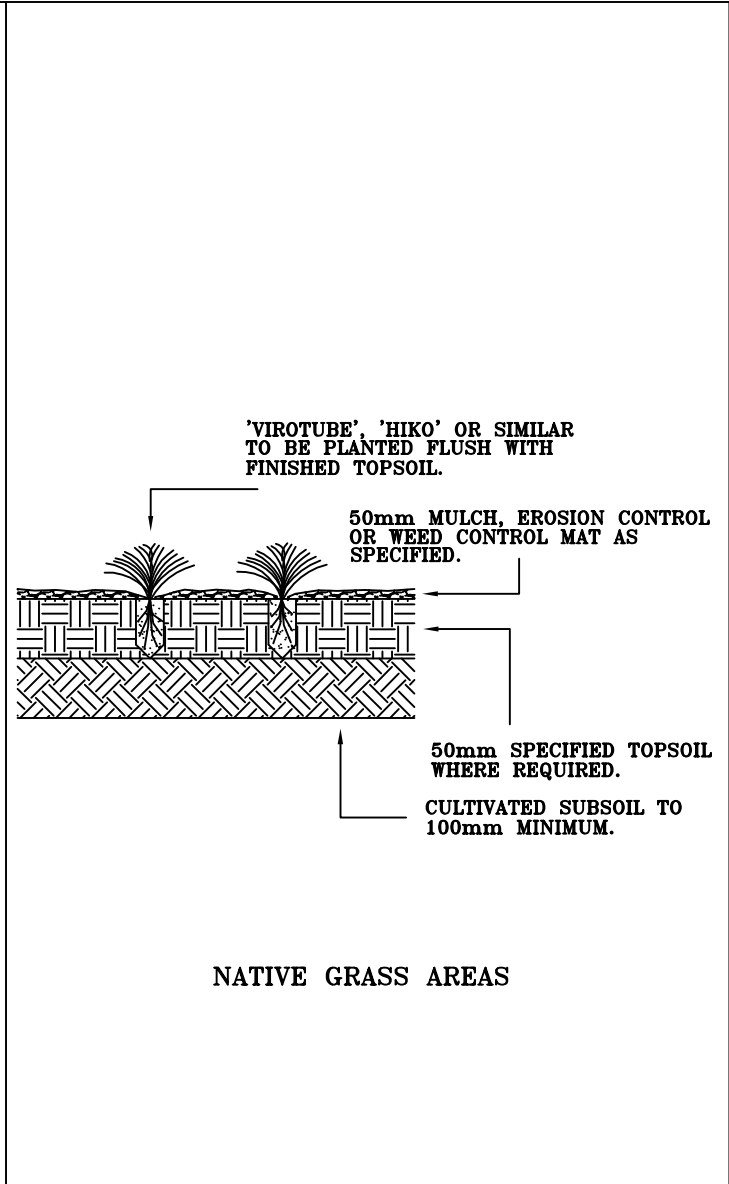 'VIROTUBE', 'HIKO' OR SIMILAR
TO BE PLANTED FLUSH WITH
FINISHED TOPSOIL.
50mm MULCH, EROSION CONTROL
OR WEED CONTROL MAT AS
SPECIFIED.
50mm SPECIFIED TOPSOIL
WHERE REQUIRED.
CULTIVATED SUBSOIL TO
100mm MINIMUM.
NATIVE GRASS AREAS